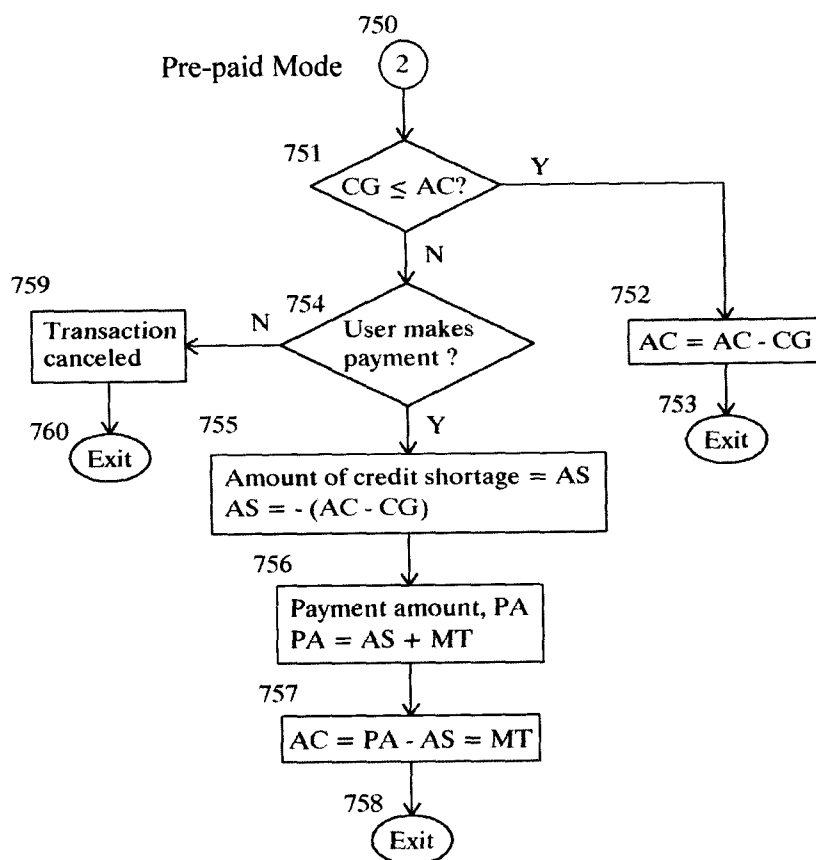 750
Pre-paid Mode
2
751
CG ≤ AC?
Y
N
759
754
752
Transaction
canceled
N
User makes
payment ?
AC = AC - CG
760
Exit
753
Exit
755
Y
Amount of credit shortage = AS
AS = - (AC - CG)
756
Payment amount, PA
PA = AS + MT
757
AC = PA - AS = MT
758
Exit